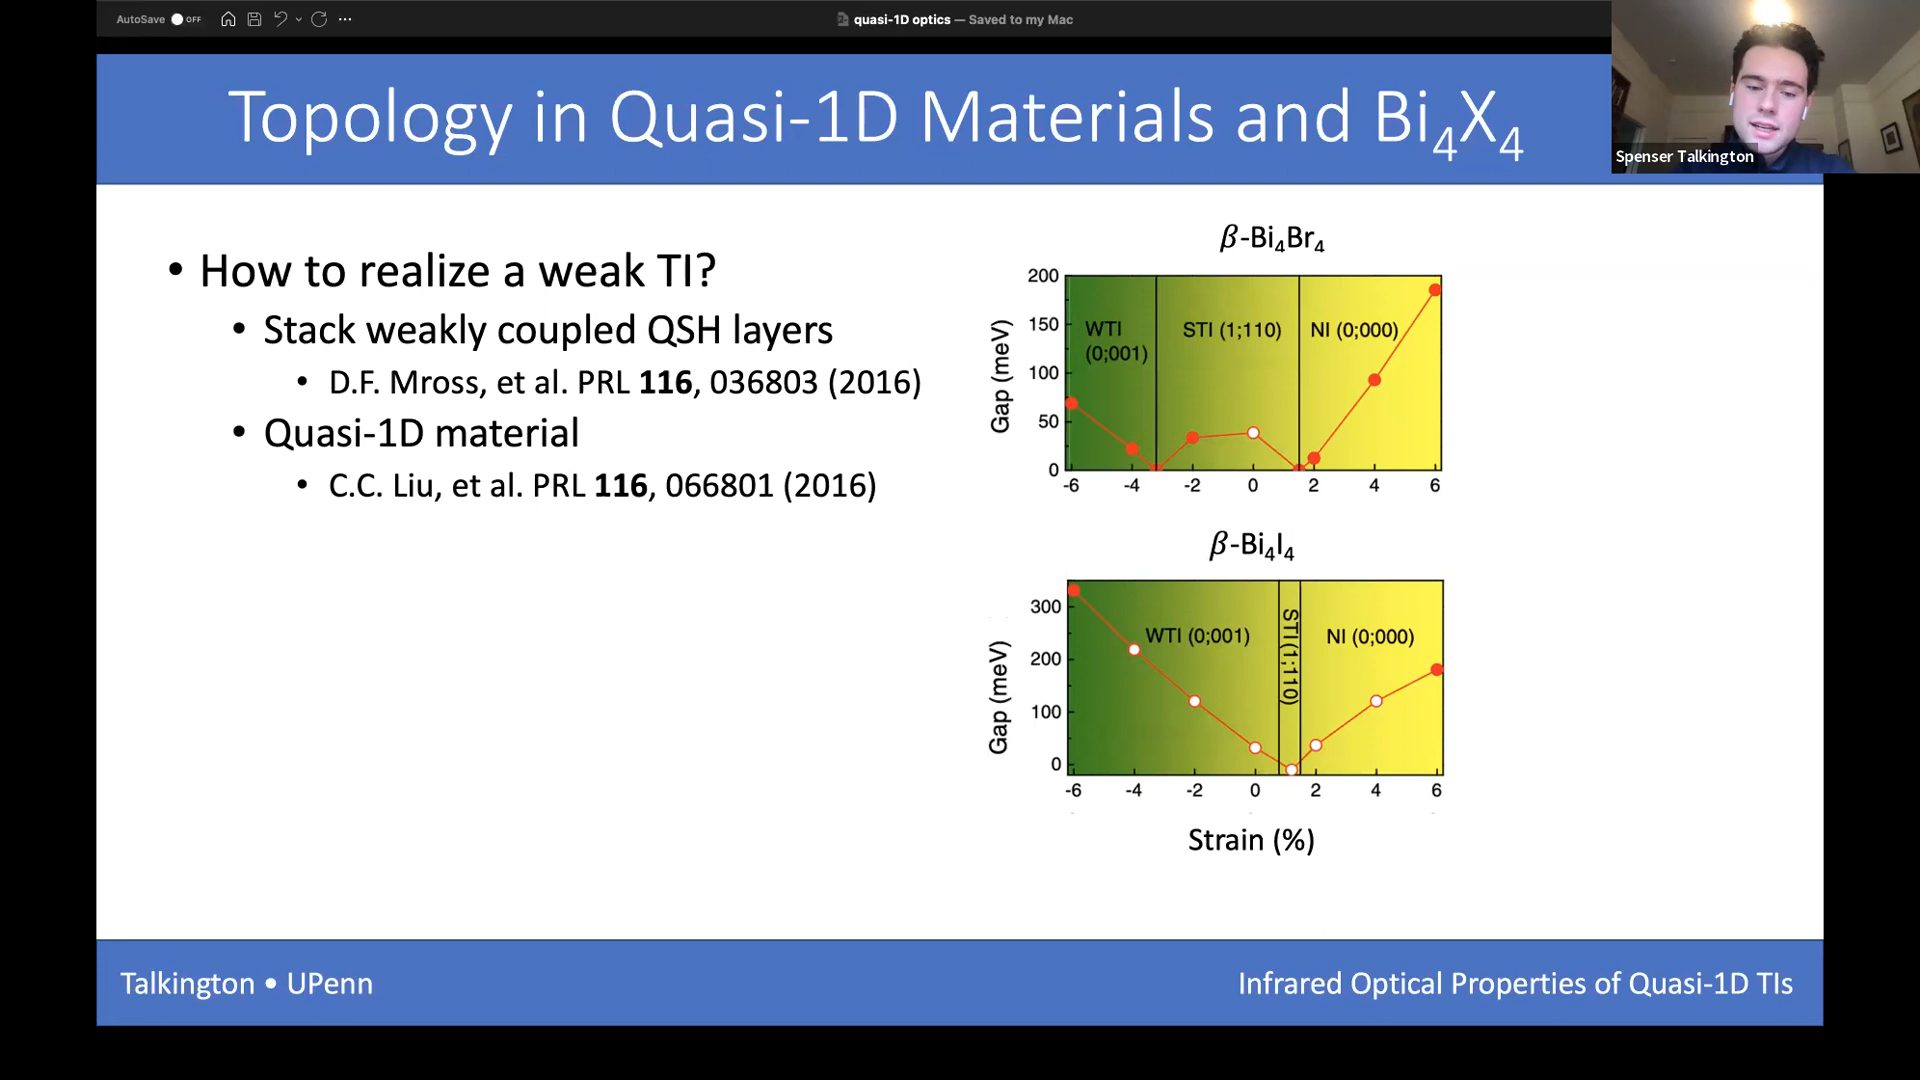 AutoSave OFF
quasi-1D optics — Saved to my Mac
Topology in Quasi-1D Materials and Bi₄X₄
Spenser Talkington
• How to realize a weak TI?
• Stack weakly coupled QSH layers
• D.F. Mross, et al. PRL 116, 036803 (2016)
• Quasi-1D material
• C.C. Liu, et al. PRL 116, 066801 (2016)
β-Bi₄Br₄
Gap (meV)
200
150
100
50
0
WTI
(0;001)
STI (1;110)
NI (0;000)
-6 -4 -2 0 2 4 6
β-Bi₄I₄
Gap (meV)
300
200
100
0
WTI (0;001)
STI(1;110)
NI (0;000)
-6 -4 -2 0 2 4 6
Strain (%)
Talkington • UPenn
Infrared Optical Properties of Quasi-1D TIs